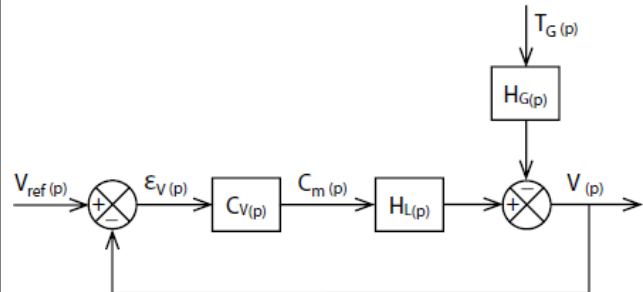 T_G(p)
H_G(p)
V_ref(p)
+
−
ε_V(p)
C_V(p)
C_m(p)
H_L(p)
+
−
V(p)